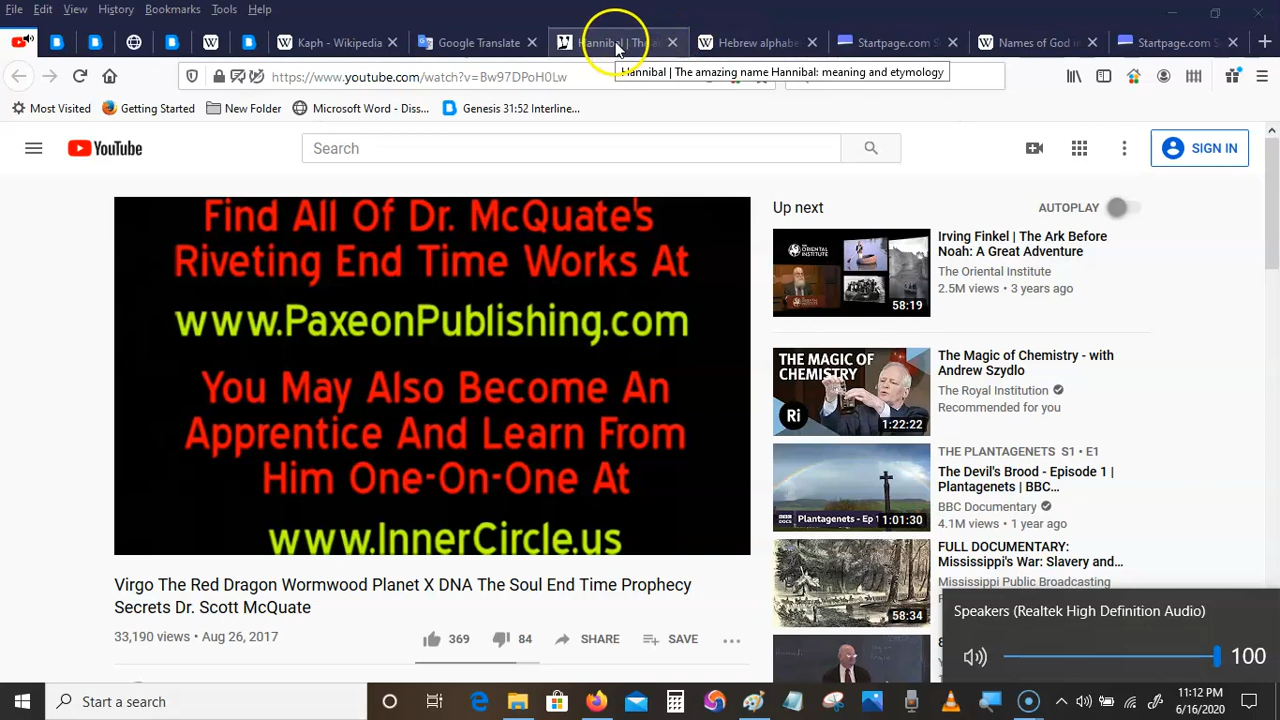 File Edit View History Bookmarks Tools Help
Kaph - Wikipedia
Google Translate
Hannibal | The a
Hebrew alphabe
Startpage.com S
Names of God i
Startpage.com S
https://www.youtube.com/watch?v=Bw97DPoH0Lw
Hannibal | The amazing name Hannibal: meaning and etymology
Most Visited
Getting Started
New Folder
Microsoft Word - Diss...
Genesis 31:52 Interline...
YouTube
Search
SIGN IN
Find All Of Dr. McQuate's
Riveting End Time Works At
www.PaxeonPublishing.com
You May Also Become An
Apprentice And Learn From
Him One-On-One At
www.InnerCircle.us
Virgo The Red Dragon Wormwood Planet X DNA The Soul End Time Prophecy
Secrets Dr. Scott McQuate
33,190 views • Aug 26, 2017
369
84
SHARE
SAVE
Up next
AUTOPLAY
THE ORIENTAL
INSTITUTE
58:19
Irving Finkel | The Ark Before
Noah: A Great Adventure
The Oriental Institute
2.5M views • 3 years ago
THE MAGIC OF
CHEMISTRY
Ri
1:22:22
The Magic of Chemistry - with
Andrew Szydlo
The Royal Institution
Recommended for you
Plantagenets - Ep 1
1:01:30
THE PLANTAGENETS S1 • E1
The Devil's Brood - Episode 1 |
Plantagenets | BBC...
BBC Documentary
4.1M views • 1 year ago
58:34
FULL DOCUMENTARY:
Mississippi's War: Slavery and...
Mississippi Public Broadcasting
Speakers (Realtek High Definition Audio)
100
Start a search
11:12 PM
6/16/2020